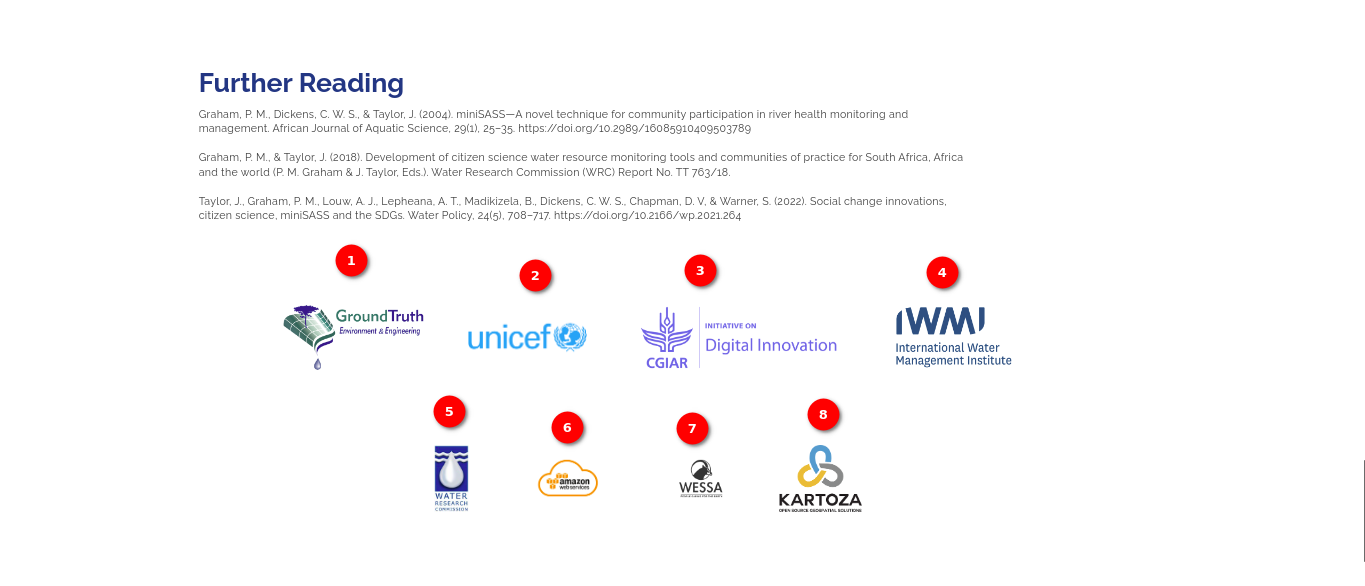 Further Reading
Graham, P. M., Dickens, C. W. S., & Taylor, J. (2004). miniSASS—A novel technique for community participation in river health monitoring and
management. African Journal of Aquatic Science, 29(1), 25–35. https://doi.org/10.2989/16085910409503789
Graham, P. M., & Taylor, J. (2018). Development of citizen science water resource monitoring tools and communities of practice for South Africa, Africa
and the world (P. M. Graham & J. Taylor, Eds.). Water Research Commission (WRC) Report No. TT 763/18.
Taylor, J., Graham, P. M., Louw, A. J., Lepheana, A. T., Madikizela, B., Dickens, C. W. S., Chapman, D. V, & Warner, S. (2022). Social change innovations,
citizen science, miniSASS and the SDGs. Water Policy, 24(5), 708–717. https://doi.org/10.2166/wp.2021.264
1
2
3
4
GroundTruth
Environment & Engineering
unicef
CGIAR
INITIATIVE ON
Digital Innovation
IWMI
International Water
Management Institute
5
6
7
8
WATER
RESEARCH
COMMISSION
amazon
web services
WESSA
KARTOZA
OPEN SOURCE GEOSPATIAL SOLUTIONS